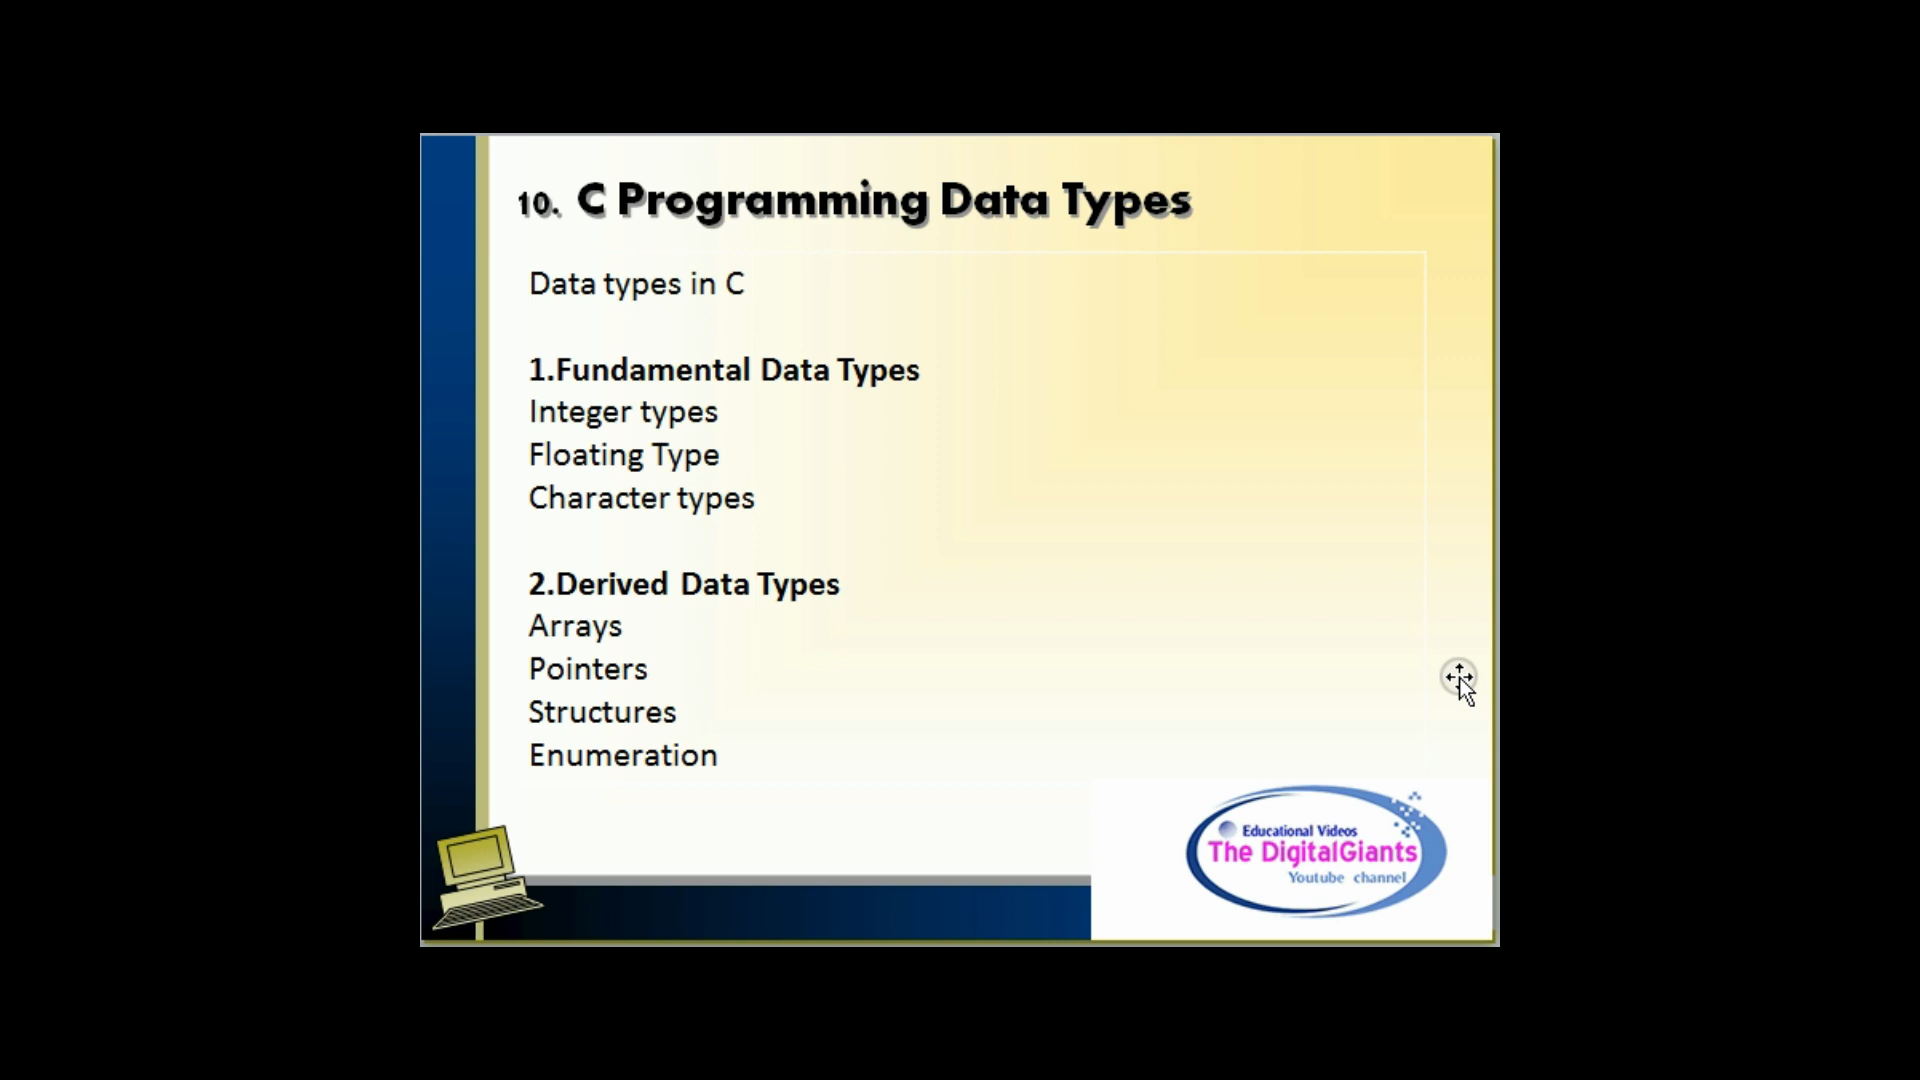 10. C Programming Data Types
Data types in C
1.Fundamental Data Types
Integer types
Floating Type
Character types
2.Derived Data Types
Arrays
Pointers
Structures
Enumeration
Educational Videos
The DigitalGiants
Youtube channel